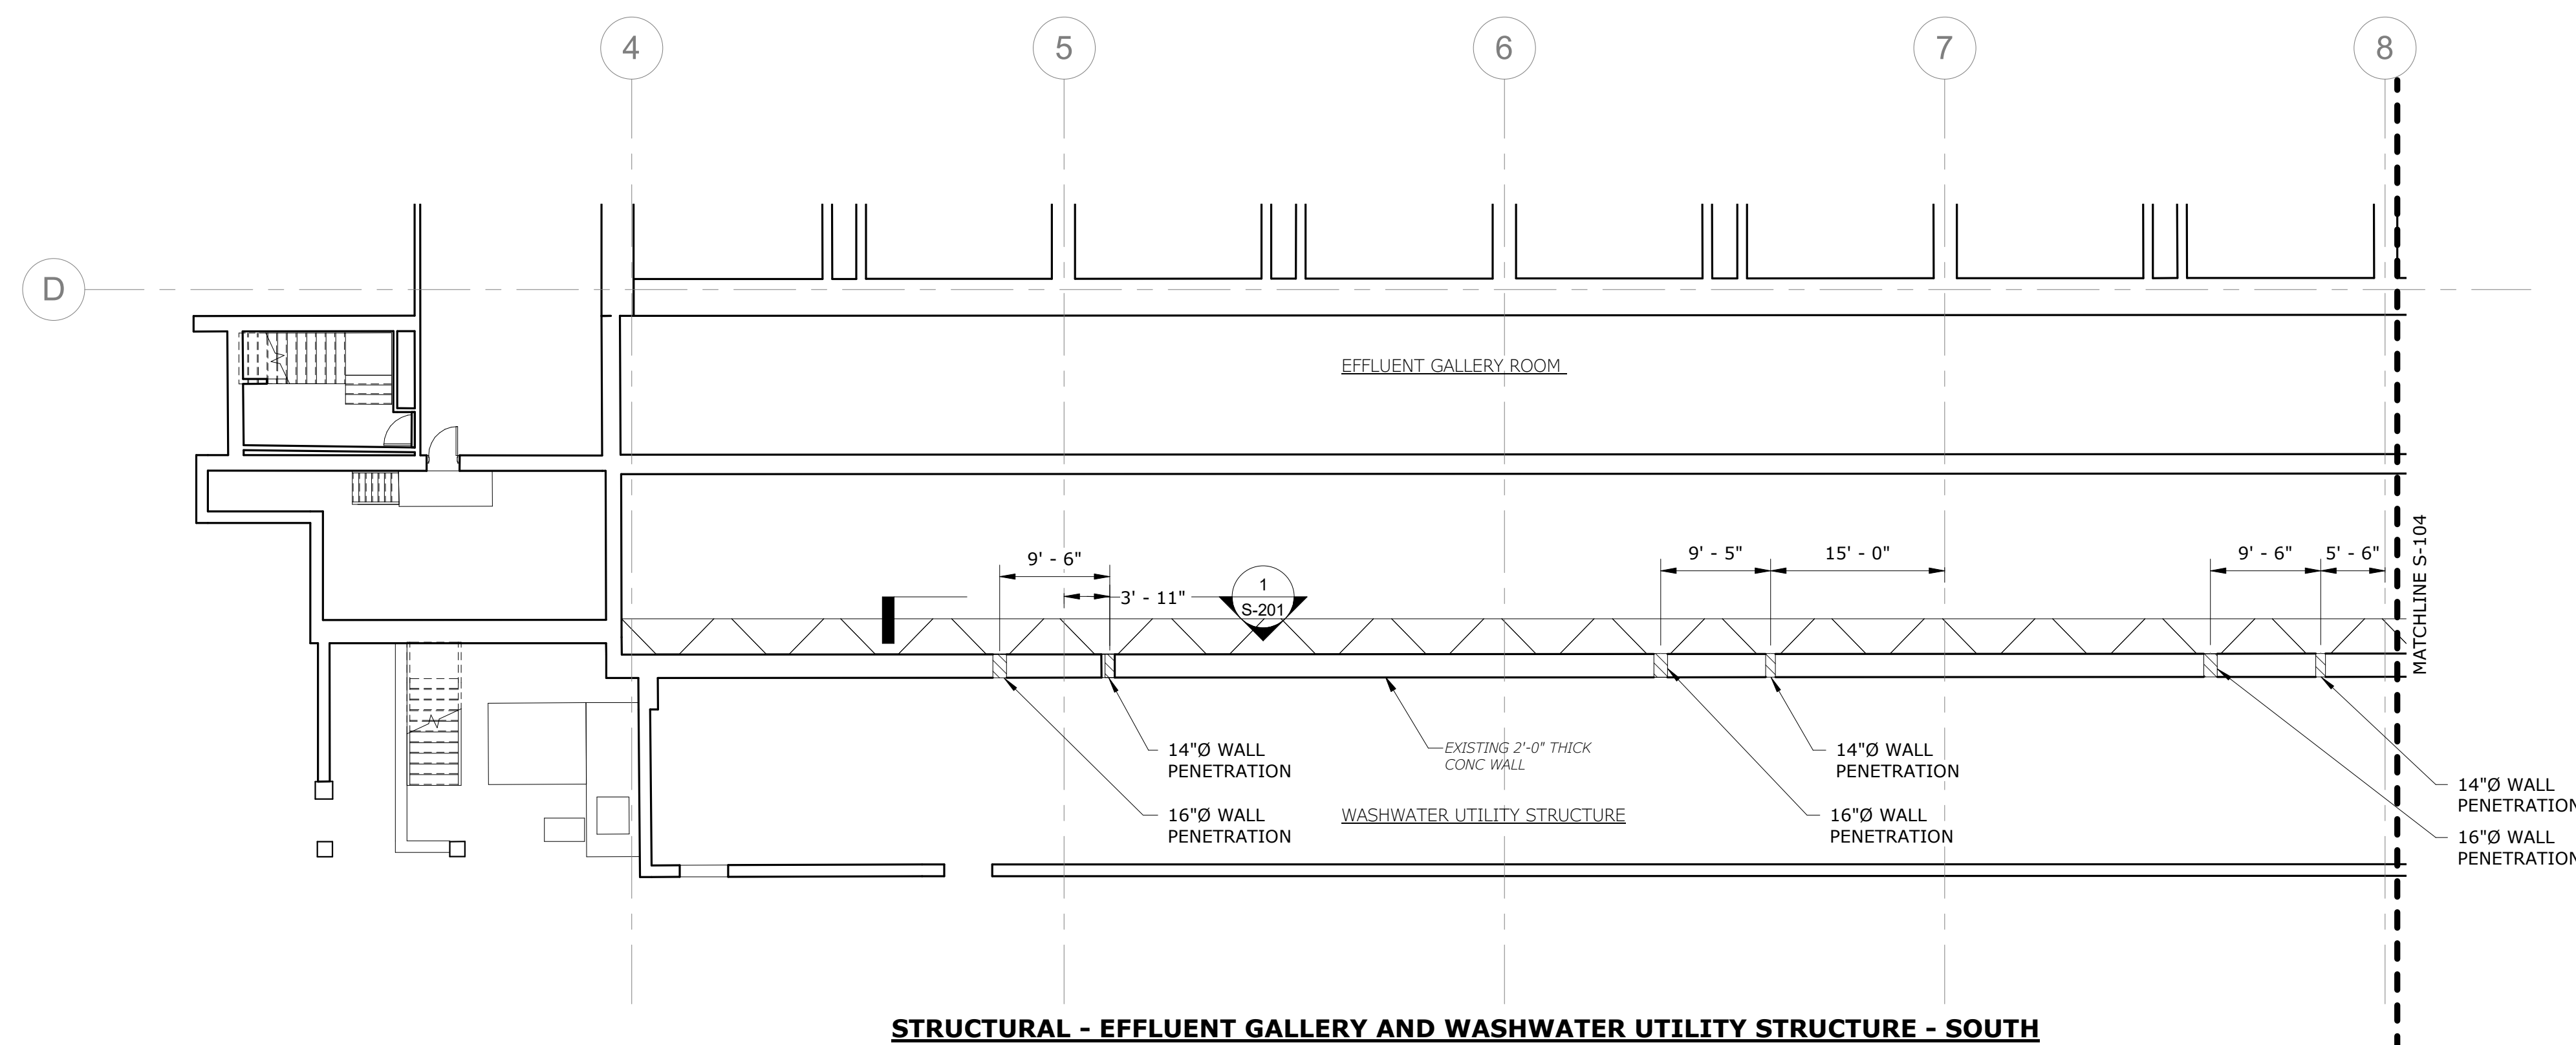 4
5
6
7
8
D
EFFLUENT GALLERY ROOM
MATCHLINE S-104
9' - 6"
3' - 11"
1
S-201
9' - 5"
15' - 0"
9' - 6"
5' - 6"
14"Ø WALL
PENETRATION
16"Ø WALL
PENETRATION
EXISTING 2'-0" THICK
CONC WALL
WASHWATER UTILITY STRUCTURE
14"Ø WALL
PENETRATION
16"Ø WALL
PENETRATION
14"Ø WALL
PENETRATION
16"Ø WALL
PENETRATION
STRUCTURAL - EFFLUENT GALLERY AND WASHWATER UTILITY STRUCTURE - SOUTH